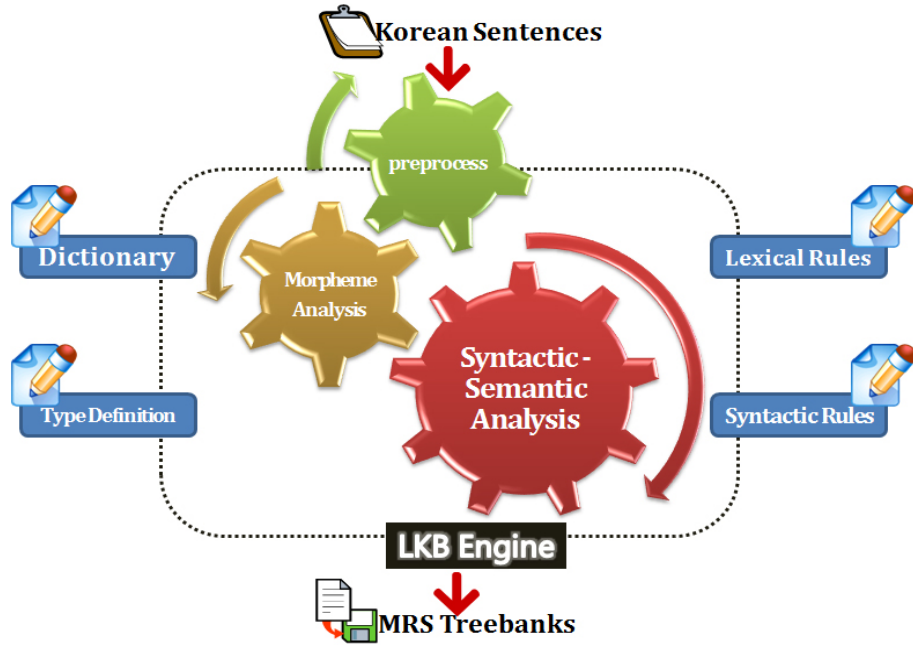 Korean Sentences
preprocess
Dictionary
Lexical Rules
Morpheme
Analysis
Syntactic-
Semantic
Analysis
Type Definition
Syntactic Rules
LKB Engine
MRS Treebanks